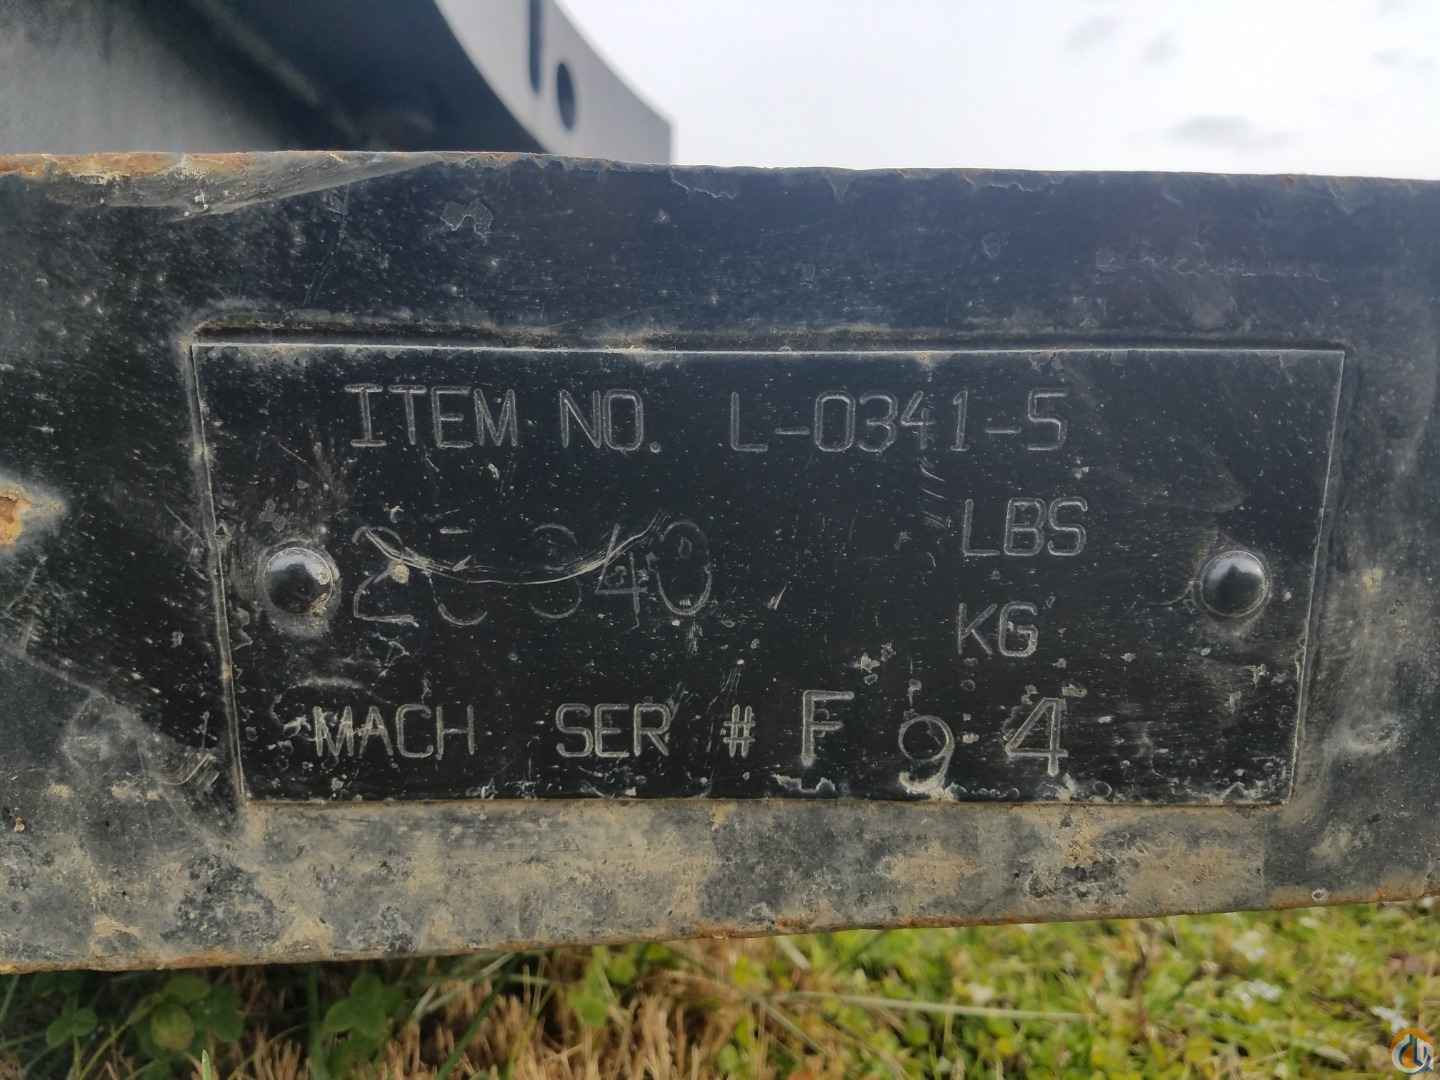 ITEM NO. L-0341-5
LBS
KG
MACH SER # F 9 4